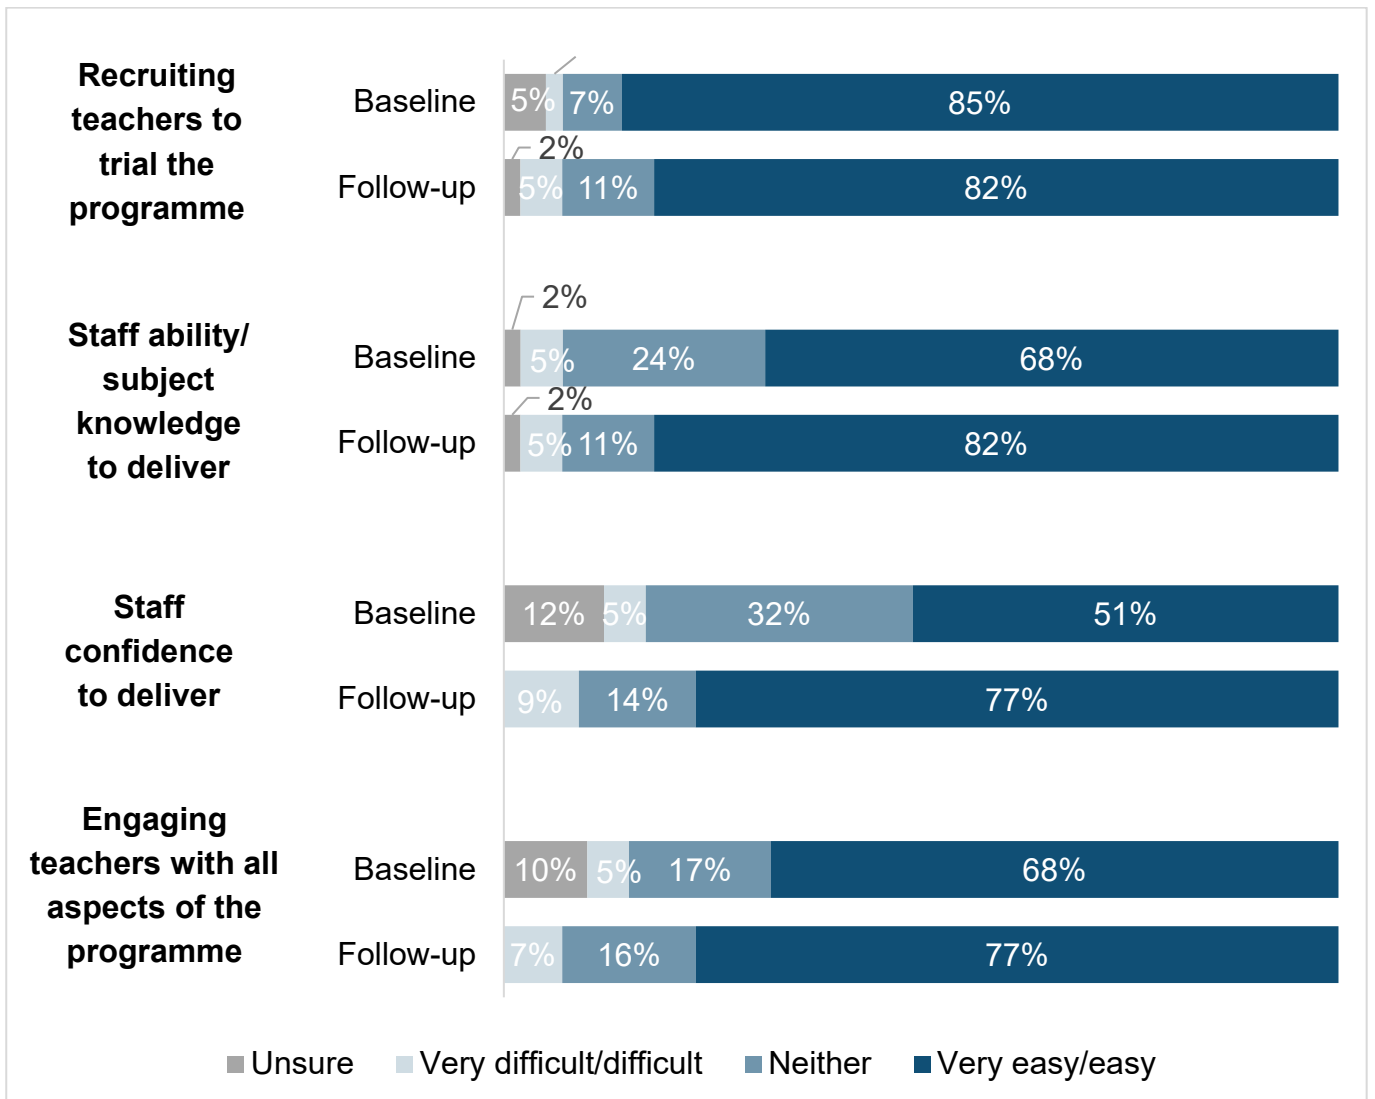 Recruiting
teachers to
trial the
programme
Baseline
5% 7% 85%
Follow-up
2%
5% 11% 82%
Staff ability/
subject
knowledge
to deliver
Baseline
2%
5% 24% 68%
Follow-up
2%
5% 11% 82%
Staff
confidence
to deliver
Baseline
12% 5% 32% 51%
Follow-up
9% 14% 77%
Engaging
teachers with all
aspects of the
programme
Baseline
10% 5% 17% 68%
Follow-up
7% 16% 77%
Unsure Very difficult/difficult Neither Very easy/easy